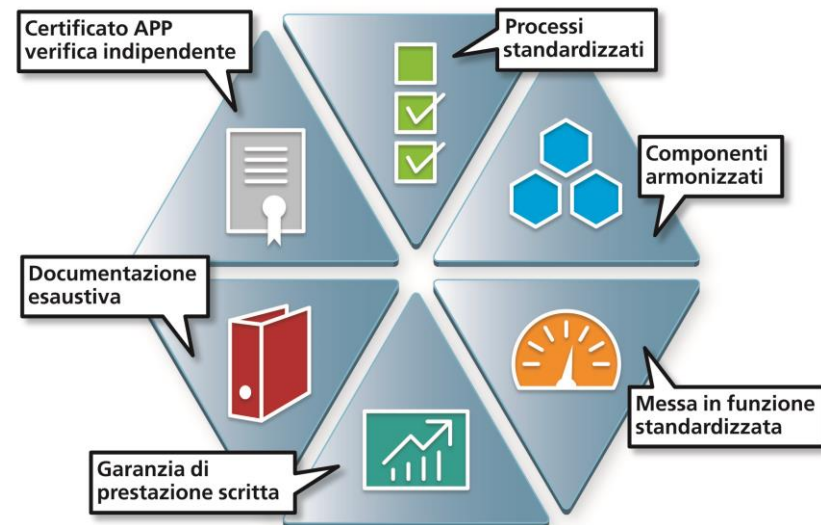 Certificato APP
verifica indipendente
Processi
standardizzati
Componenti
armonizzati
Documentazione
esaustiva
Messa in funzione
standardizzata
Garanzia di
prestazione scritta